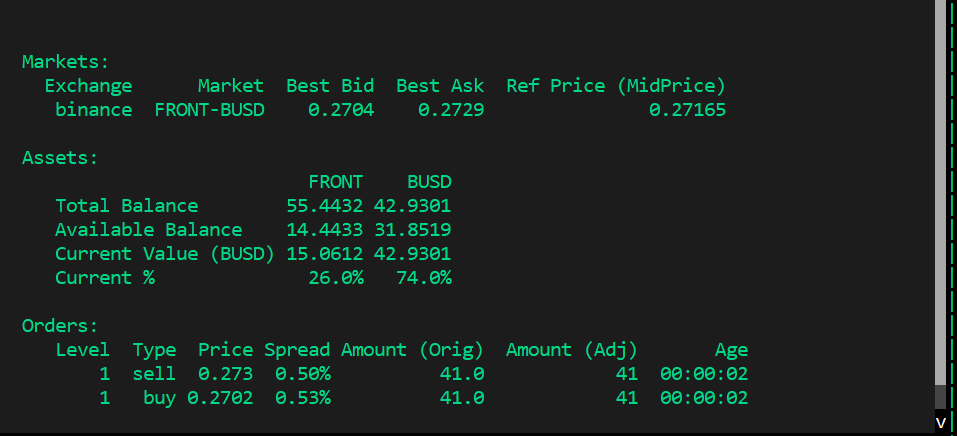 Markets:
Exchange Market Best Bid Best Ask Ref Price (MidPrice)
binance FRONT-BUSD 0.2704 0.2729 0.27165
Assets:
FRONT BUSD
Total Balance 55.4432 42.9301
Available Balance 14.4433 31.8519
Current Value (BUSD) 15.0612 42.9301
Current % 26.0% 74.0%
Orders:
Level Type Price Spread Amount (Orig) Amount (Adj) Age
1 sell 0.273 0.50% 41.0 41 00:00:02
1 buy 0.2702 0.53% 41.0 41 00:00:02
v